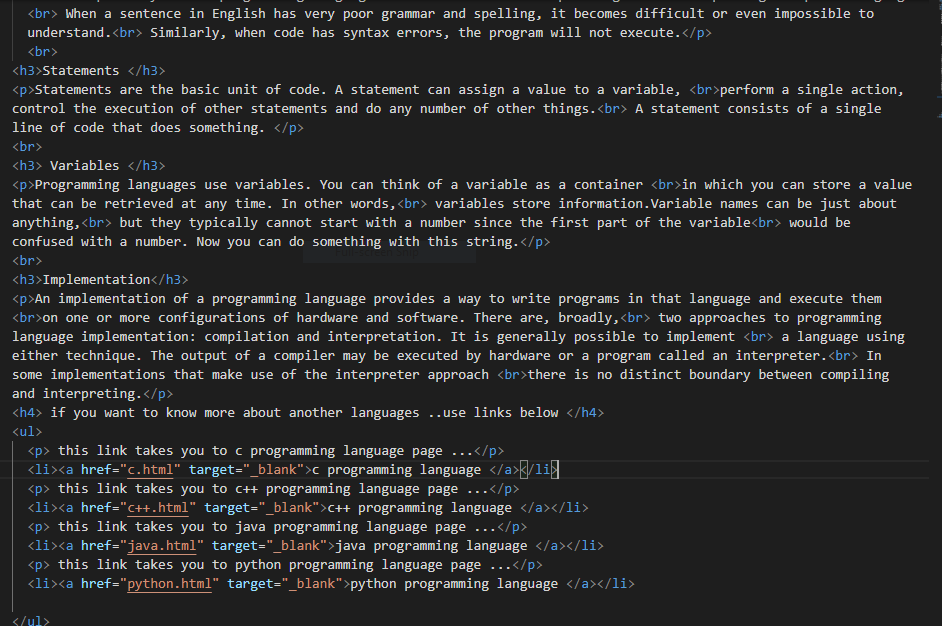 <br> When a sentence in English has very poor grammar and spelling, it becomes difficult or even impossible to
understand.<br> Similarly, when code has syntax errors, the program will not execute.</p>
<br>
<h3>Statements </h3>
<p>Statements are the basic unit of code. A statement can assign a value to a variable, <br>perform a single action,
control the execution of other statements and do any number of other things.<br> A statement consists of a single
line of code that does something. </p>
<br>
<h3> Variables </h3>
<p>Programming languages use variables. You can think of a variable as a container <br>in which you can store a value
that can be retrieved at any time. In other words,<br> variables store information.Variable names can be just about
anything,<br> but they typically cannot start with a number since the first part of the variable<br> would be
confused with a number. Now you can do something with this string.</p>
<br>
<h3>Implementation</h3>
<p>An implementation of a programming language provides a way to write programs in that language and execute them
<br>on one or more configurations of hardware and software. There are, broadly,<br> two approaches to programming
language implementation: compilation and interpretation. It is generally possible to implement <br> a language using
either technique. The output of a compiler may be executed by hardware or a program called an interpreter.<br> In
some implementations that make use of the interpreter approach <br>there is no distinct boundary between compiling
and interpreting.</p>
<h4> if you want to know more about another languages ..use links below </h4>
<ul>
<p> this link takes you to c programming language page ...</p>
<li><a href="c.html" target="_blank">c programming language </a></li>
<p> this link takes you to c++ programming language page ...</p>
<li><a href="c++.html" target="_blank">c++ programming language </a></li>
<p> this link takes you to java programming language page ...</p>
<li><a href="java.html" target="_blank">java programming language </a></li>
<p> this link takes you to python programming language page ...</p>
<li><a href="python.html" target="_blank">python programming language </a></li>
</ul>